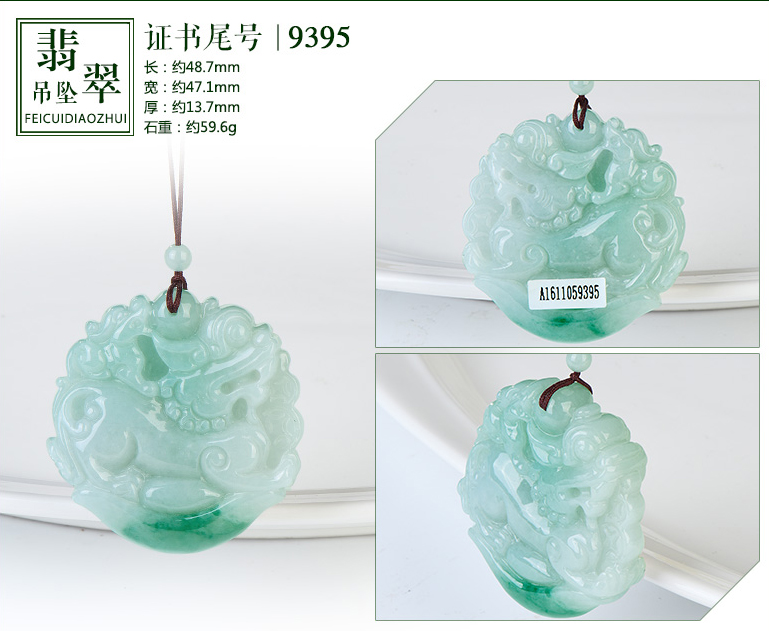 翡翠
吊坠
FEICUIDIAOZHUI
证书尾号 | 9395
长：约48.7mm
宽：约47.1mm
厚：约13.7mm
石重：约59.6g
A1611059395